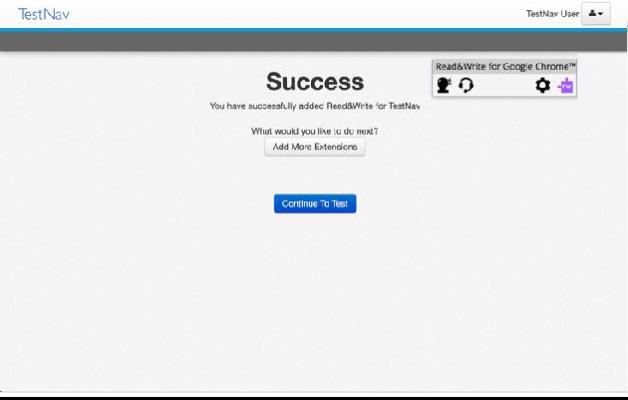 TestNav
TestNav User
Read&Write for Google Chrome™
Success
You have successfully added Read&Write for TestNav
What would you like to do next?
Add More Extensions
Continue To Test